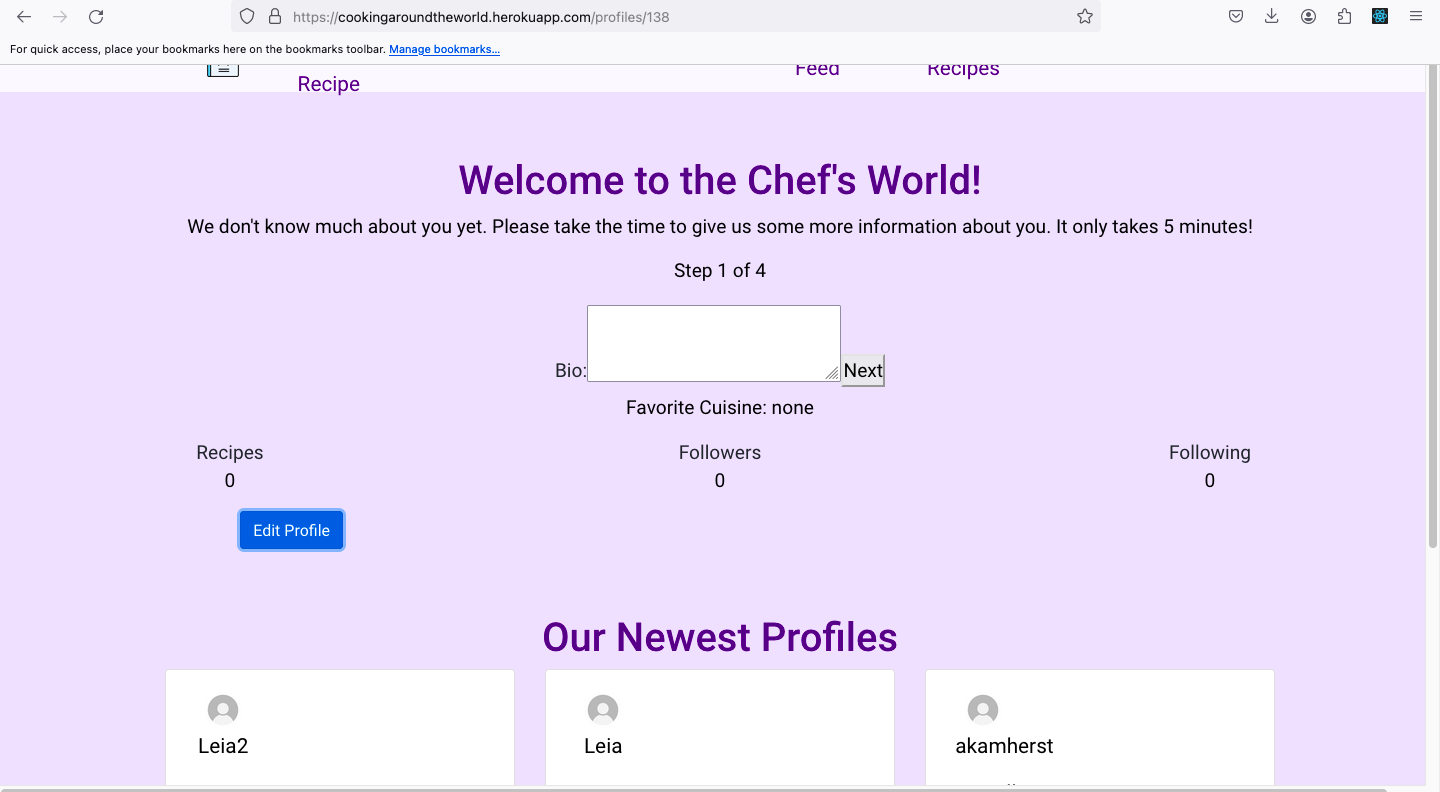 https://cookingaroundtheworld.herokuapp.com/profiles/138
For quick access, place your bookmarks here on the bookmarks toolbar. Manage bookmarks...
Feed Recipes
Recipe
Welcome to the Chef's World!
We don't know much about you yet. Please take the time to give us some more information about you. It only takes 5 minutes!
Step 1 of 4
Bio: Next
Favorite Cuisine: none
Recipes Followers Following
0 0 0
Edit Profile
Our Newest Profiles
Leia2 Leia akamherst